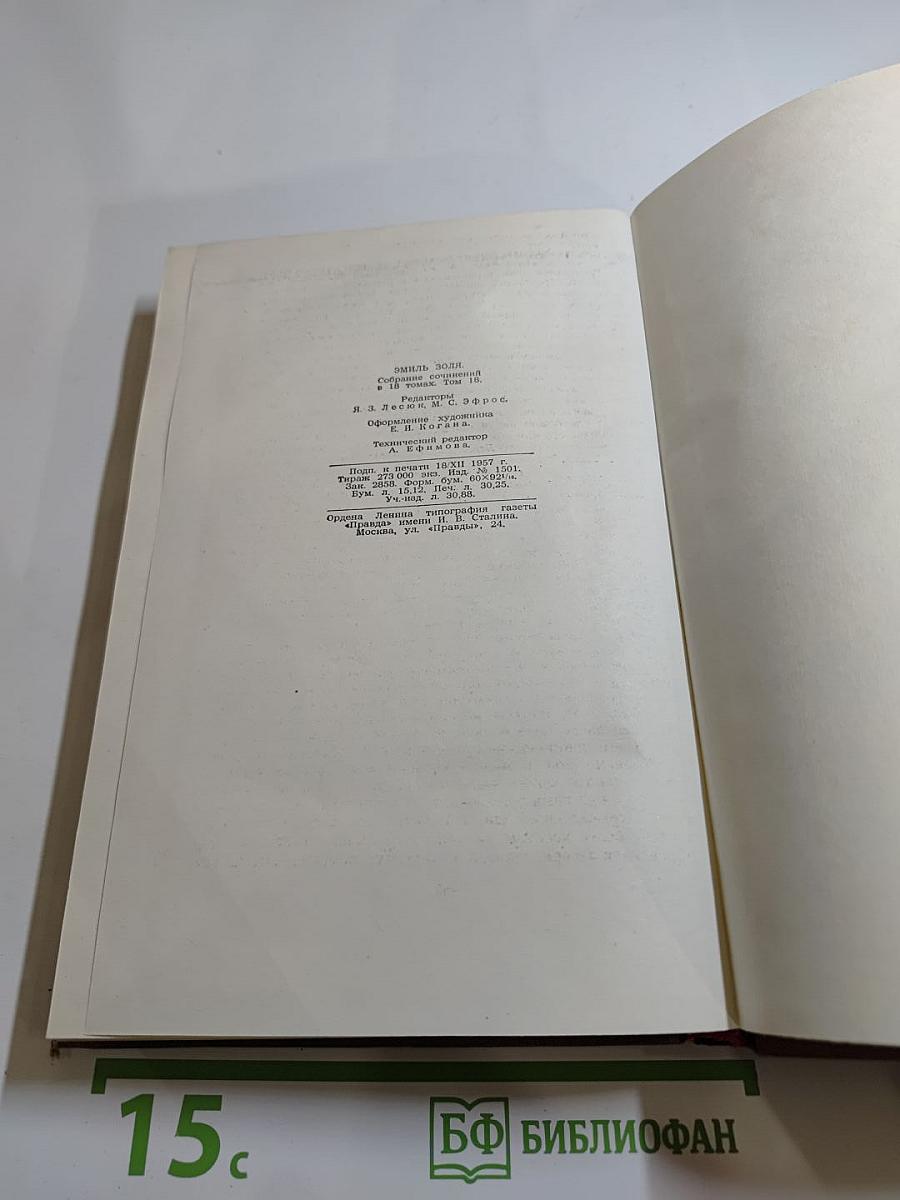 ЭМИЛЬ ЗОЛЯ.
Собрание сочинений
в 18 томах. Том 18.
Редакторы
Я. З. Лесюк, М. С. Эфрос.
Оформление художника
Е. И. Когана.
Технический редактор
А. Ефимова.
Подп. к печати 18/XII 1957 г.
Тираж 273 000 экз. Изд. № 1501.
Зак. 2858. Форм. бум. 60×92¹/₁₆.
Бум. л. 15,12. Печ. л. 30,25.
Уч.-изд. л. 30,88.
Ордена Ленина типография газеты
«Правда» имени И. В. Сталина.
Москва, ул. «Правды», 24.
15 с
БФ БИБЛИОФАН